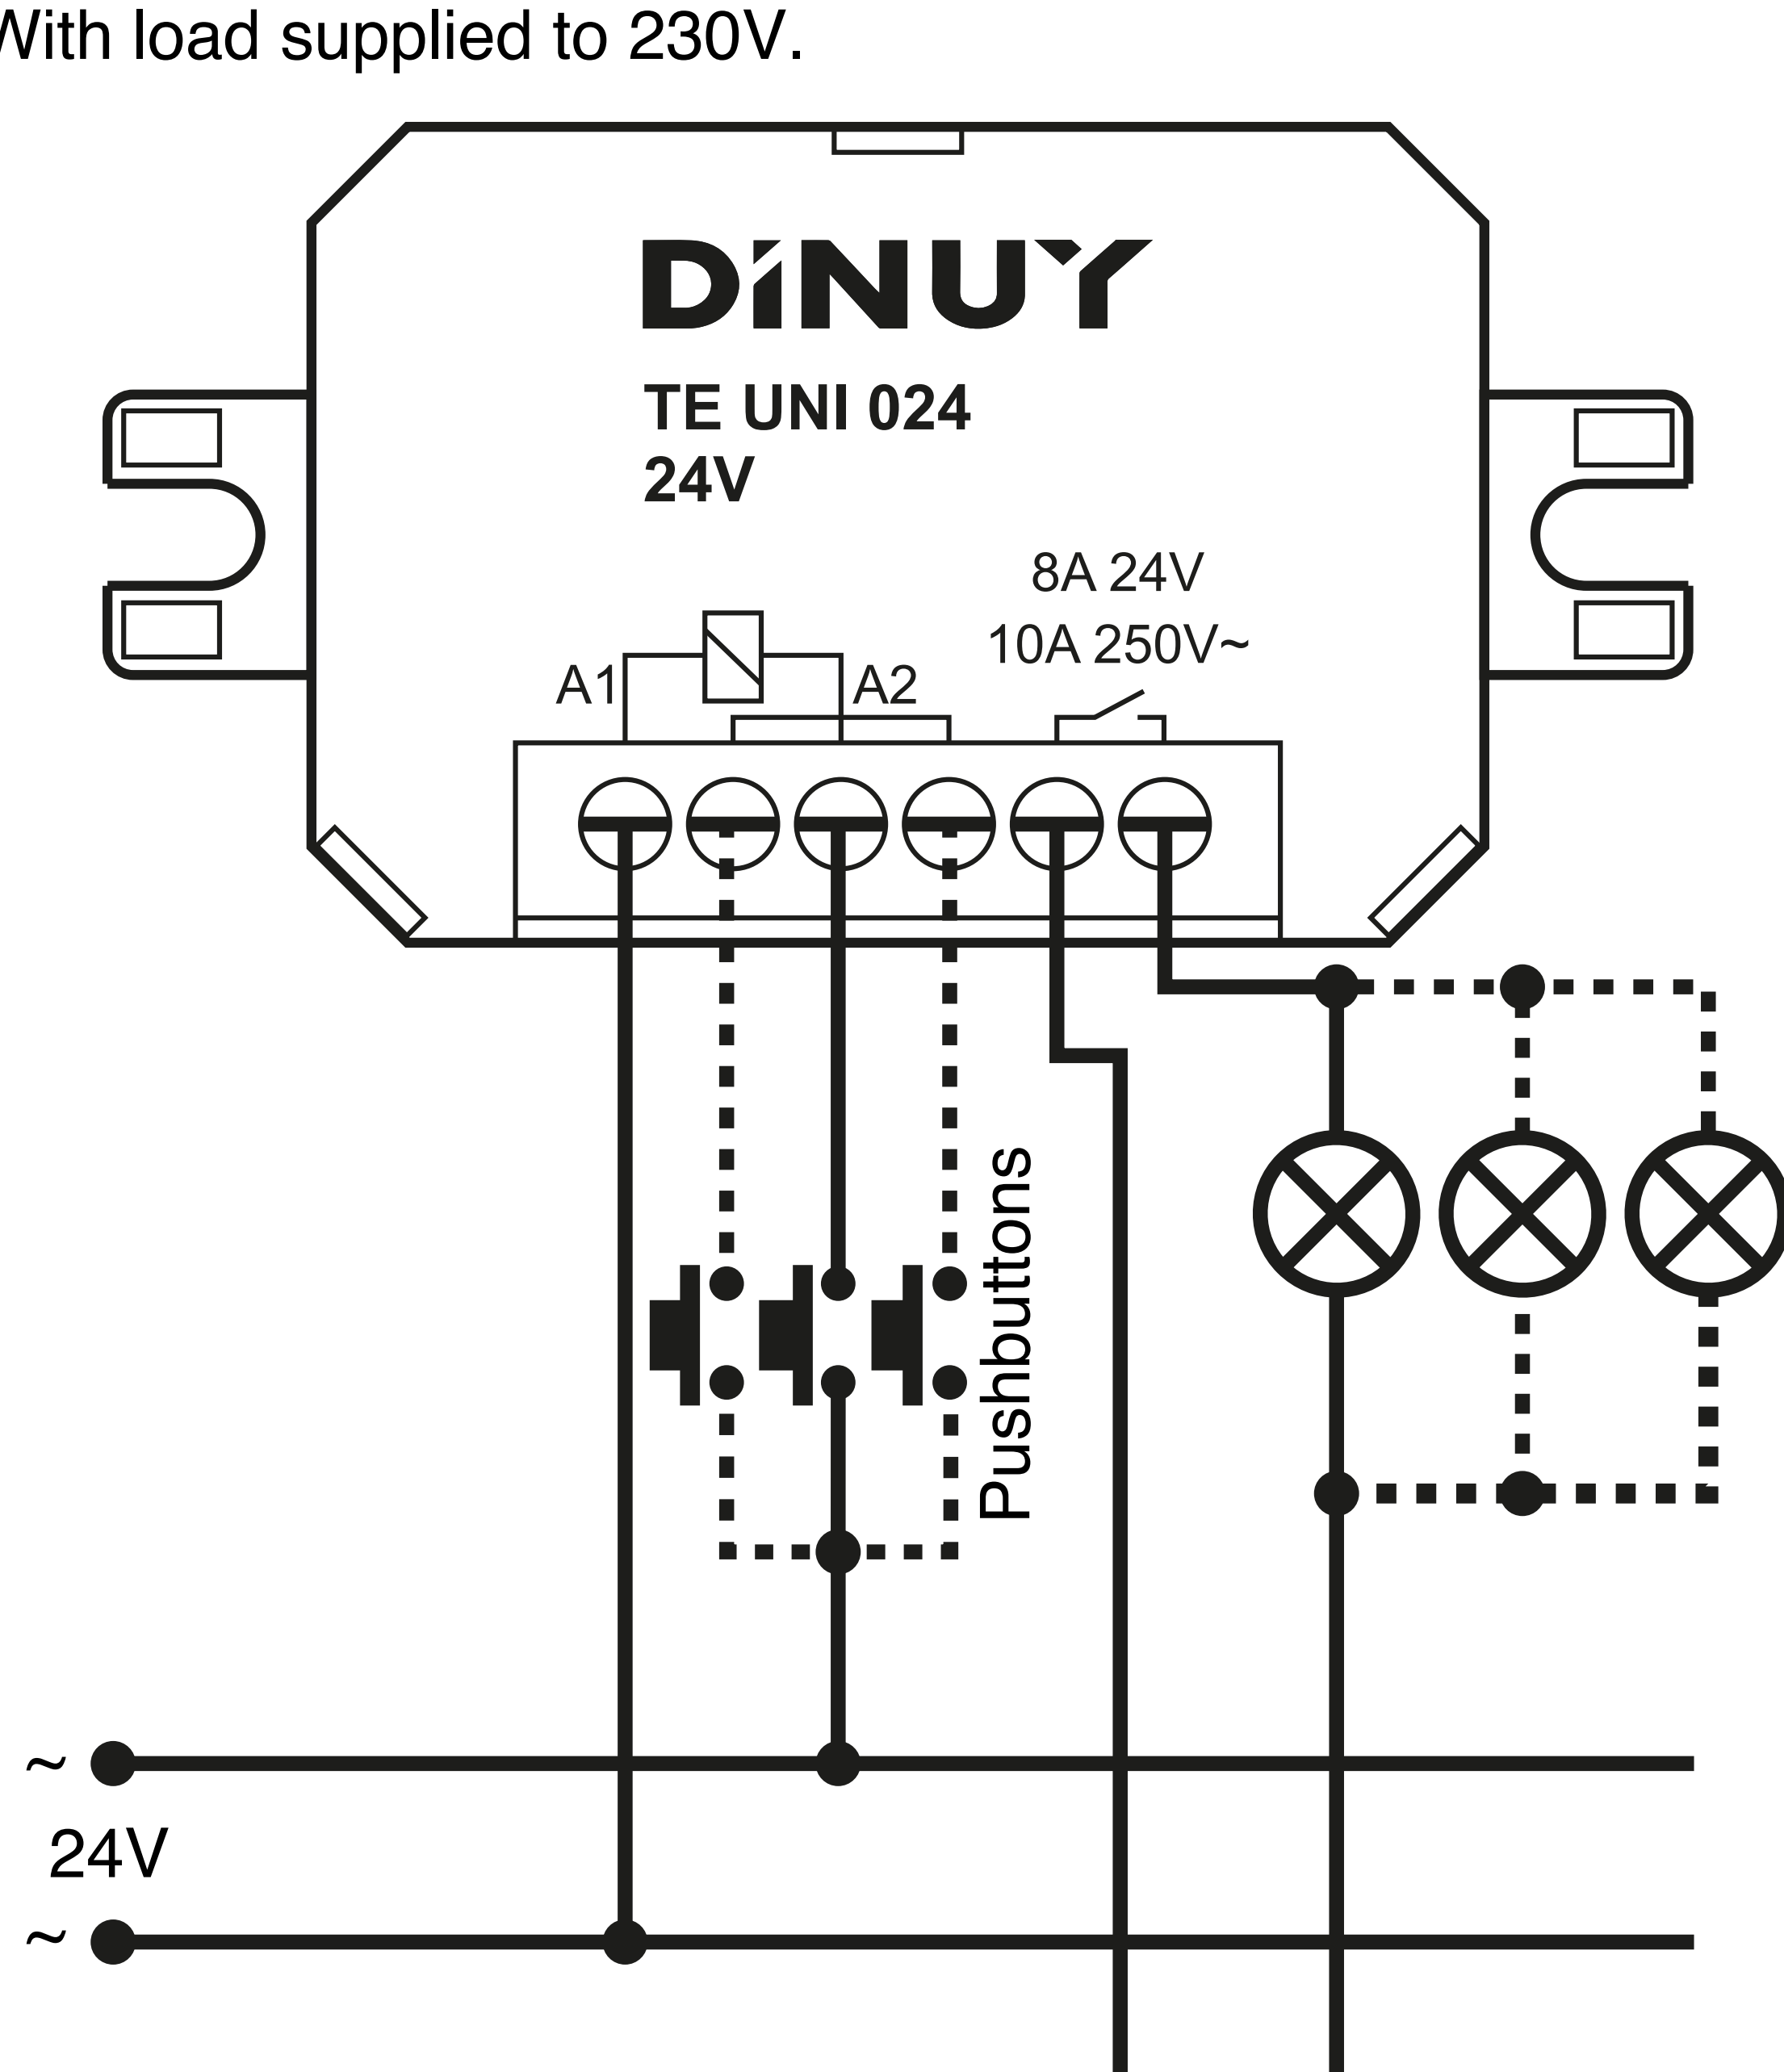 With load supplied to 230V.
DINUY
TE UNI 024
24V
8A 24V
10A 250V~
A1
A2
Pushbuttons
~
24V
~